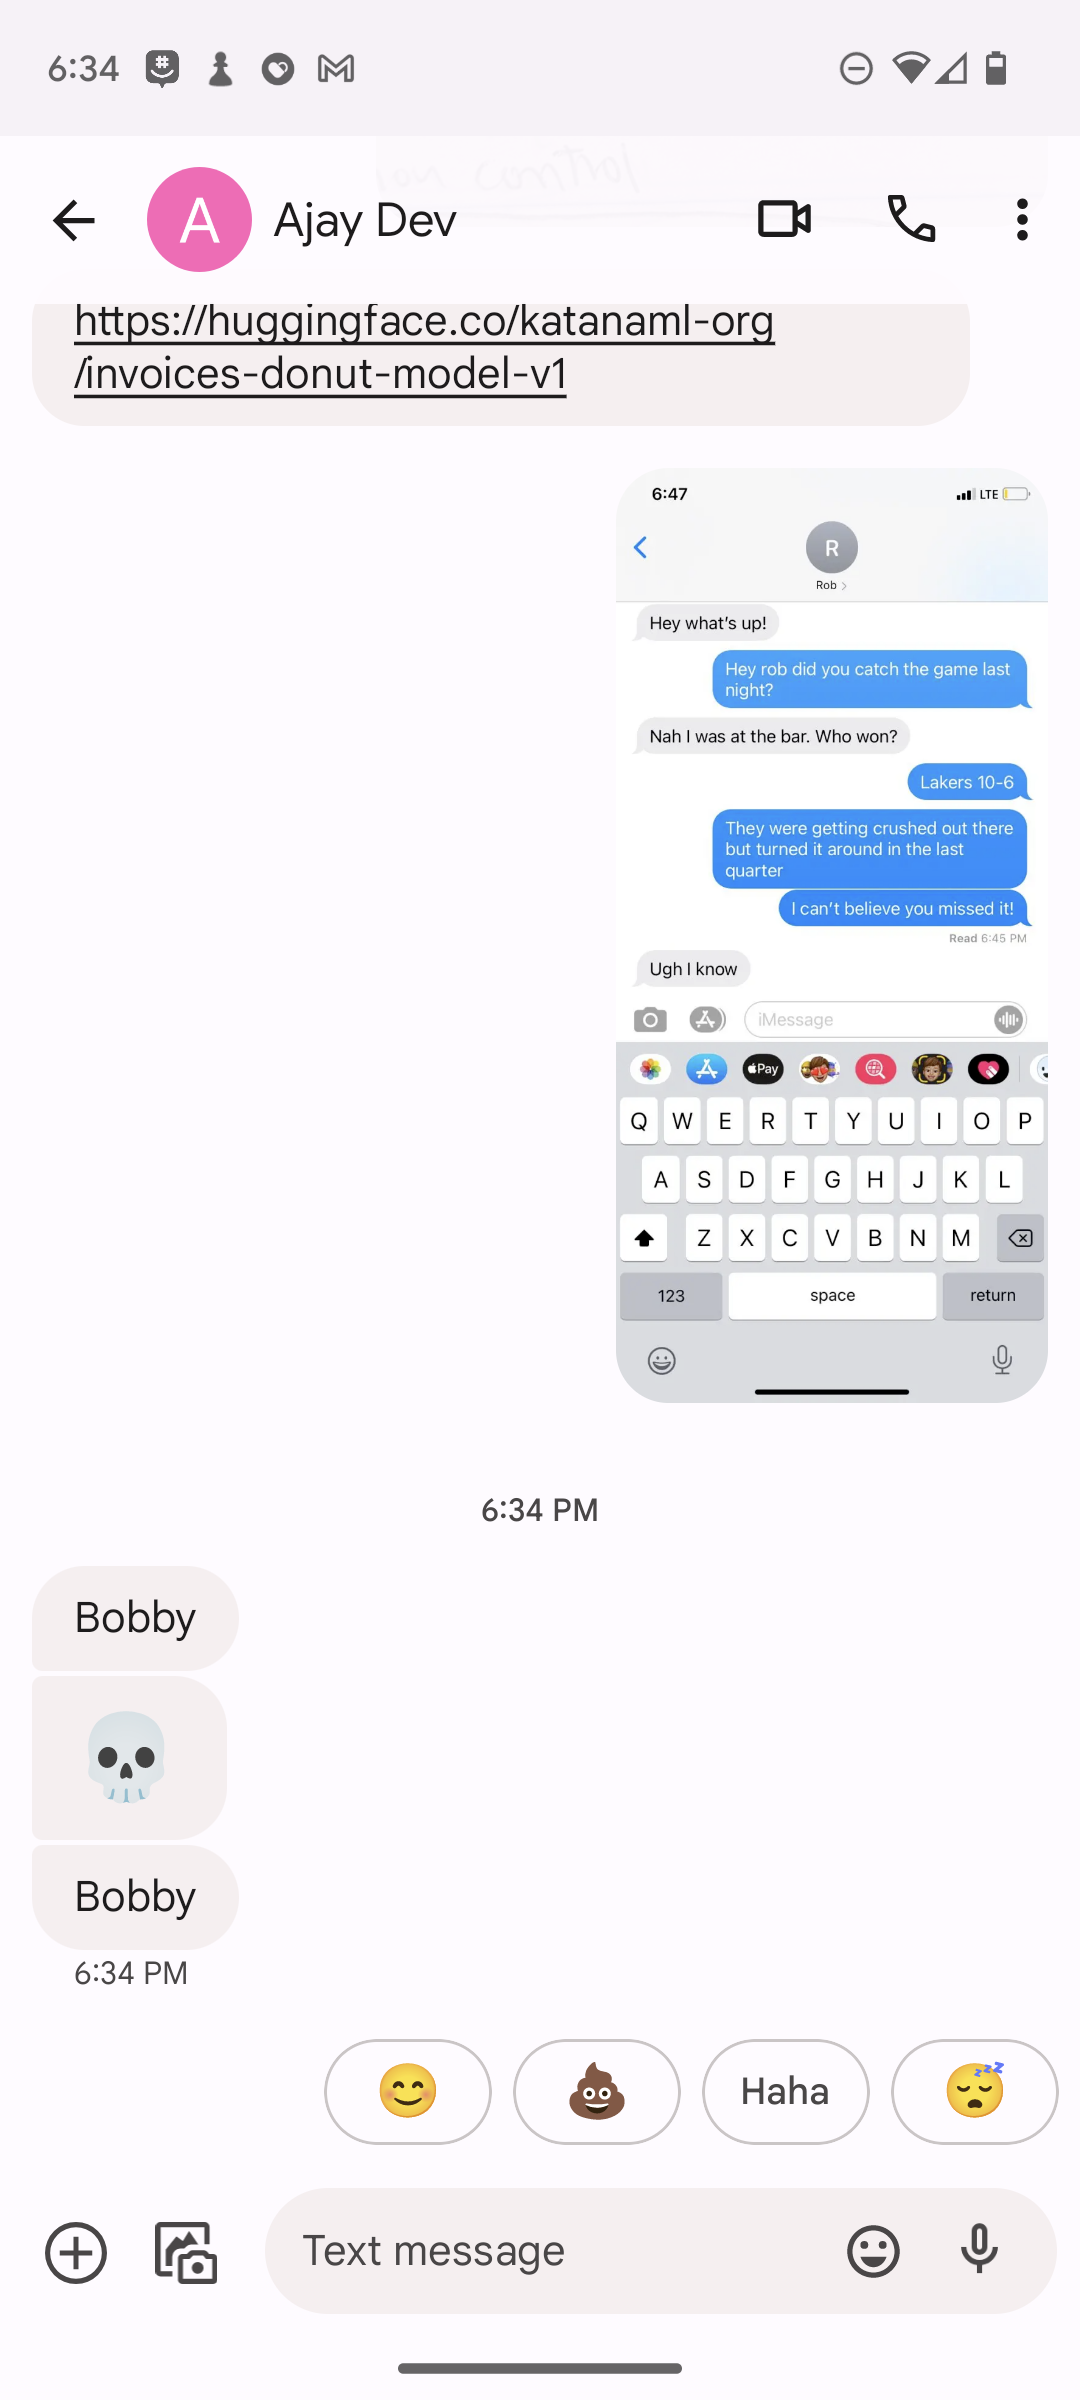 6:34
ion control
A
Ajay Dev
https://huggingface.co/katanaml-org
/invoices-donut-model-v1
6:47
LTE
R
Rob
Hey what's up!
Hey rob did you catch the game last
night?
Nah I was at the bar. Who won?
Lakers 10-6
They were getting crushed out there
but turned it around in the last
quarter
I can't believe you missed it!
Read 6:45 PM
Ugh I know
iMessage
Pay
Q W E R T Y U I O P
A S D F G H J K L
Z X C V B N M
123 space return
6:34 PM
Bobby
💀
Bobby
6:34 PM
😊 💩 Haha 😴
Text message